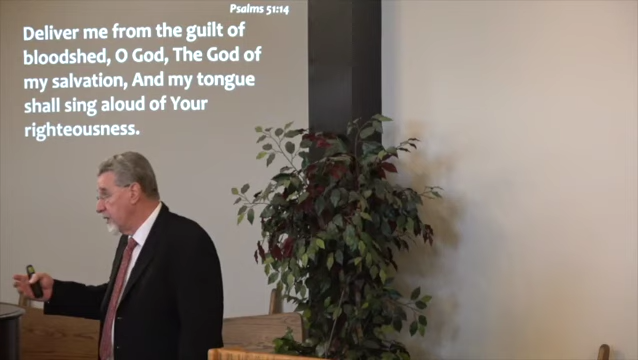 Psalms 51:14
Deliver me from the guilt of
bloodshed, O God, The God of
my salvation, And my tongue
shall sing aloud of Your
righteousness.